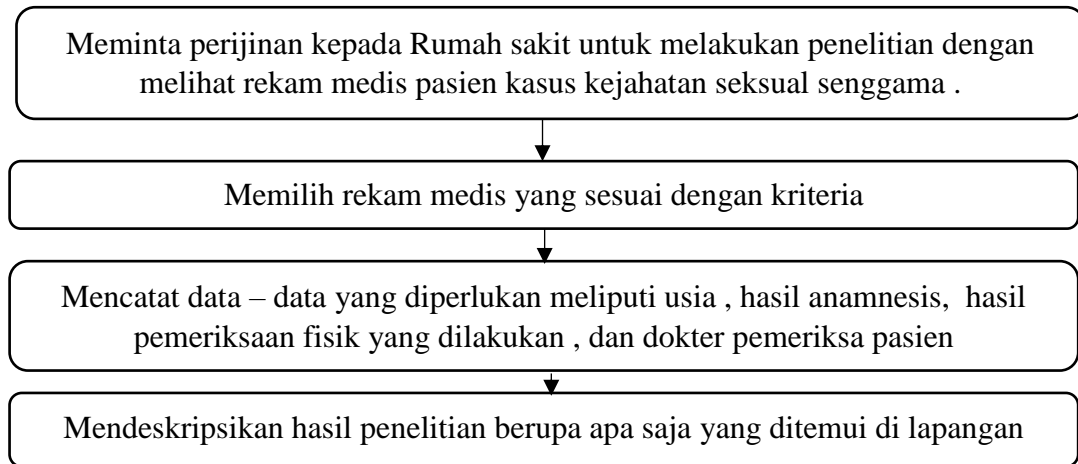 Meminta perijinan kepada Rumah sakit untuk melakukan penelitian dengan
melihat rekam medis pasien kasus kejahatan seksual senggama .
Memilih rekam medis yang sesuai dengan kriteria
Mencatat data – data yang diperlukan meliputi usia , hasil anamnesis, hasil
pemeriksaan fisik yang dilakukan , dan dokter pemeriksa pasien
Mendeskripsikan hasil penelitian berupa apa saja yang ditemui di lapangan